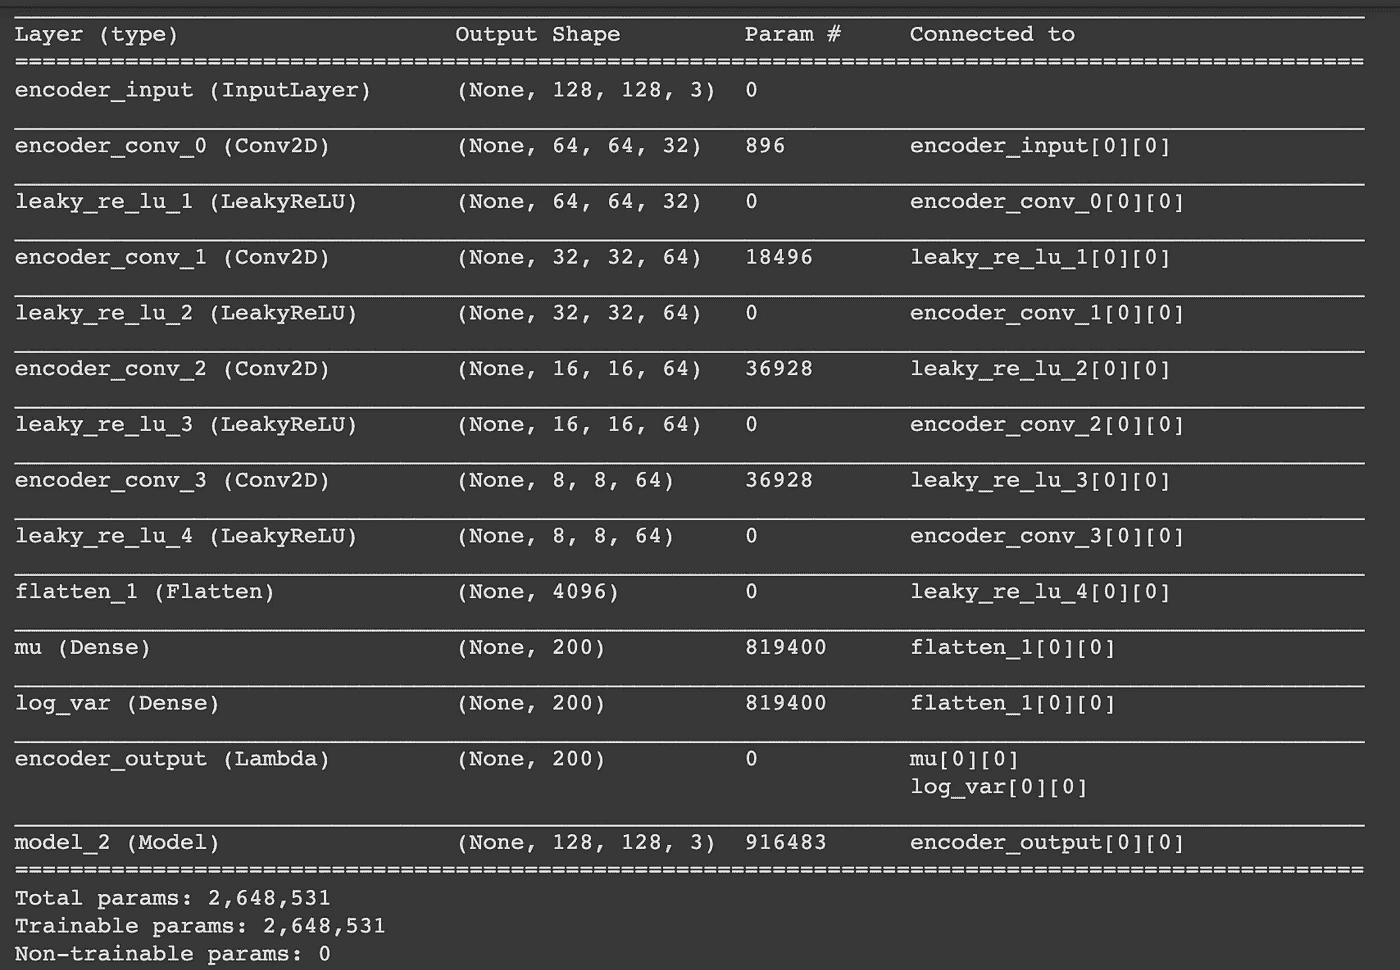 Layer (type) Output Shape Param # Connected to
==================================================================================================
encoder_input (InputLayer) (None, 128, 128, 3) 0
encoder_conv_0 (Conv2D) (None, 64, 64, 32) 896 encoder_input[0][0]
leaky_re_lu_1 (LeakyReLU) (None, 64, 64, 32) 0 encoder_conv_0[0][0]
encoder_conv_1 (Conv2D) (None, 32, 32, 64) 18496 leaky_re_lu_1[0][0]
leaky_re_lu_2 (LeakyReLU) (None, 32, 32, 64) 0 encoder_conv_1[0][0]
encoder_conv_2 (Conv2D) (None, 16, 16, 64) 36928 leaky_re_lu_2[0][0]
leaky_re_lu_3 (LeakyReLU) (None, 16, 16, 64) 0 encoder_conv_2[0][0]
encoder_conv_3 (Conv2D) (None, 8, 8, 64) 36928 leaky_re_lu_3[0][0]
leaky_re_lu_4 (LeakyReLU) (None, 8, 8, 64) 0 encoder_conv_3[0][0]
flatten_1 (Flatten) (None, 4096) 0 leaky_re_lu_4[0][0]
mu (Dense) (None, 200) 819400 flatten_1[0][0]
log_var (Dense) (None, 200) 819400 flatten_1[0][0]
encoder_output (Lambda) (None, 200) 0 mu[0][0]
log_var[0][0]
model_2 (Model) (None, 128, 128, 3) 916483 encoder_output[0][0]
==================================================================================================
Total params: 2,648,531
Trainable params: 2,648,531
Non-trainable params: 0